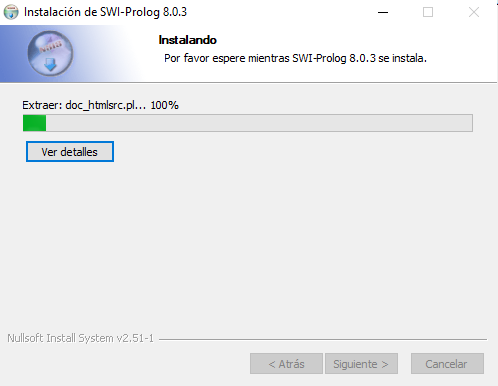 Instalación de SWI-Prolog 8.0.3
Instalando
Por favor espere mientras SWI-Prolog 8.0.3 se instala.
Extraer: doc_htmlsrc.pl... 100%
Ver detalles
Nullsoft Install System v2.51-1
< Atrás Siguiente > Cancelar